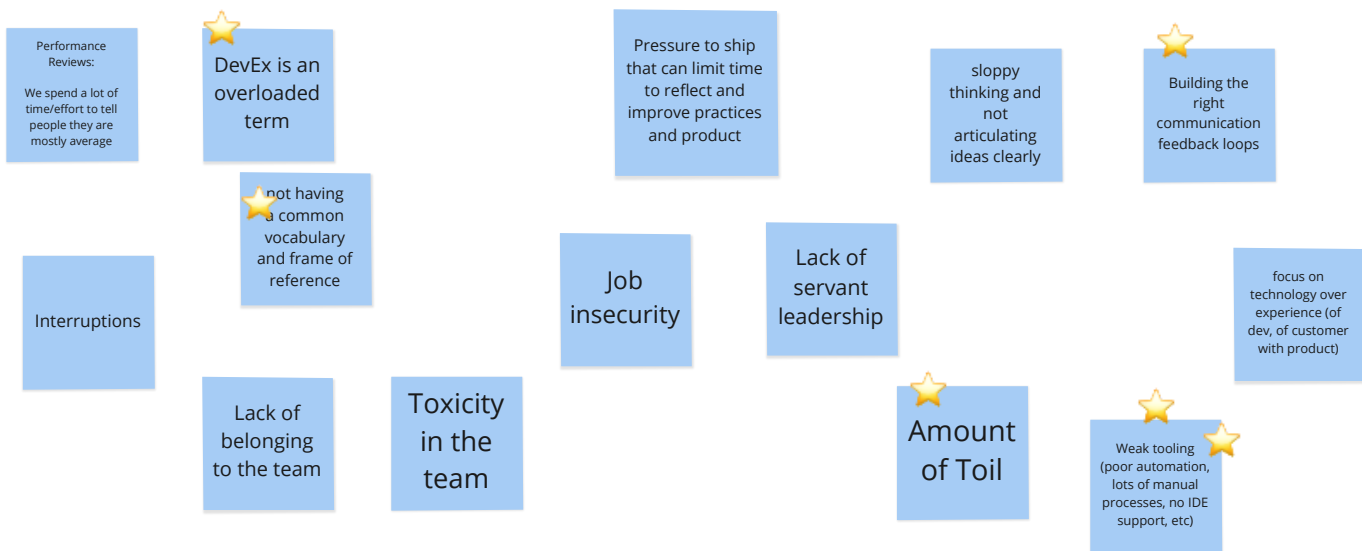 Performance
Reviews:
We spend a lot of
time/effort to tell
people they are
mostly average
DevEx is an
overloaded
term
Pressure to ship
that can limit time
to reflect and
improve practices
and product
sloppy
thinking and
not
articulating
ideas clearly
Building the
right
communication
feedback loops
not having
a common
vocabulary
and frame of
reference
Interruptions
Job
insecurity
Lack of
servant
leadership
focus on
technology over
experience (of
dev, of customer
with product)
Lack of
belonging
to the team
Toxicity
in the
team
Amount
of Toil
Weak tooling
(poor automation,
lots of manual
processes, no IDE
support, etc)